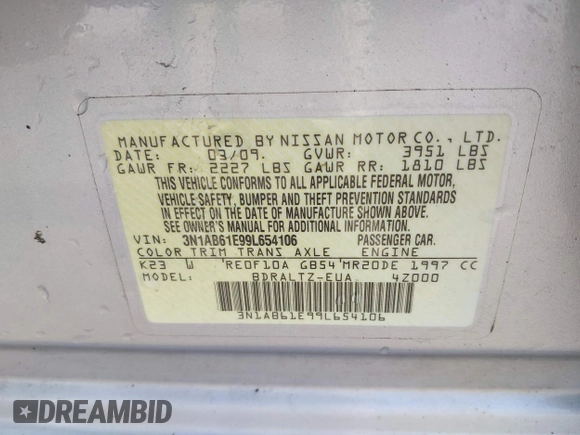 MANUFACTURED BY NISSAN MOTOR CO., LTD.
DATE: 03/09. GVWR: 3951 LBS
GAWR FR: 2227 LBS GAWR RR: 1810 LBS
THIS VEHICLE CONFORMS TO ALL APPLICABLE FEDERAL MOTOR,
VEHICLE-SAFETY, BUMPER AND THEFT PREVENTION STANDARDS
IN EFFECT ON THE DATE OF MANUFACTURE SHOWN ABOVE.
SEE OWNER'S MANUAL OR DEALER FOR ADDITIONAL INFORMATION.
VIN: 3N1AB61E99L654106 PASSENGER CAR.
COLOR TRIM TRANS AXLE ENGINE
K23 W 'RE0F10A GB54'MR20DE 1997 CC
MODEL: BDRALTZ-EUA 4Z000
3N1AB61E99L654106
DREAMBID